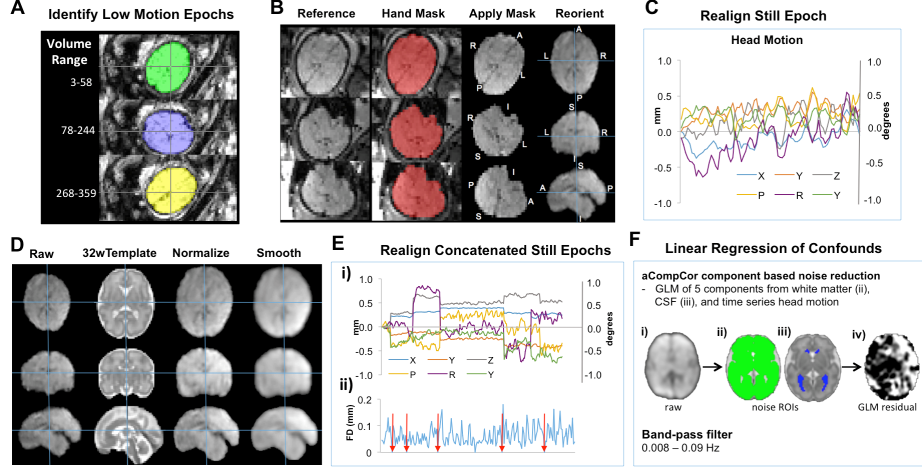 A Identify Low Motion Epochs
Volume
Range
3-58
78-244
268-359
B
Reference Hand Mask Apply Mask Reorient
A A
R L R
L
P P
I S
R L R
L
S I
I S
P A P
A
S I
C Realign Still Epoch
Head Motion
1.0 1.0
0.5 0.5
0.0 0.0
-0.5 -0.5
-1.0 -1.0
mm
degrees
X Y Z
P R Y
D
Raw 32wTemplate Normalize Smooth
E Realign Concatenated Still Epochs
i)
1.0 1.0
0.5 0.5
0.0 0.0
-0.5 -0.5
-1.0
mm
degrees
X Y Z
P R Y
ii)
FD (mm)
0.2
0.1
0
F
Linear Regression of Confounds
aCompCor component based noise reduction
- GLM of 5 components from white matter (ii),
CSF (iii), and time series head motion
i) ii) iii) iv)
raw noise ROIs GLM residual
Band-pass filter
0.008 – 0.09 Hz